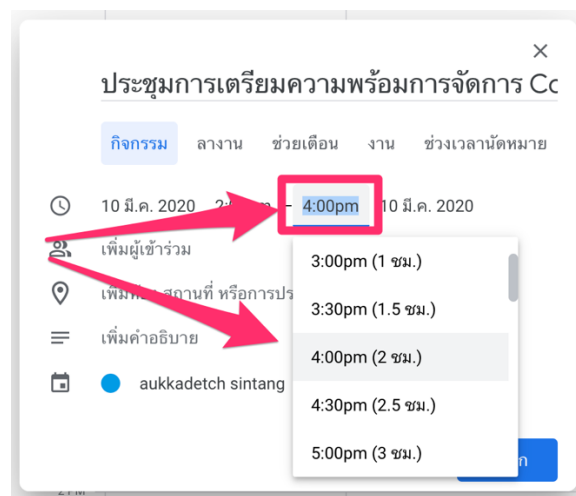 ประชุมการเตรียมความพร้อมการจัดการ Co
กิจกรรม ลางาน ช่วยเตือน งาน ช่วงเวลานัดหมาย
10 มี.ค. 2020 – 4:00pm 10 มี.ค. 2020
เพิ่มผู้เข้าร่วม
สถานที่ หรือการประ
เพิ่มคำอธิบาย
aukkadetch sintang
3:00pm (1 ชม.)
3:30pm (1.5 ชม.)
4:00pm (2 ชม.)
4:30pm (2.5 ชม.)
5:00pm (3 ชม.)